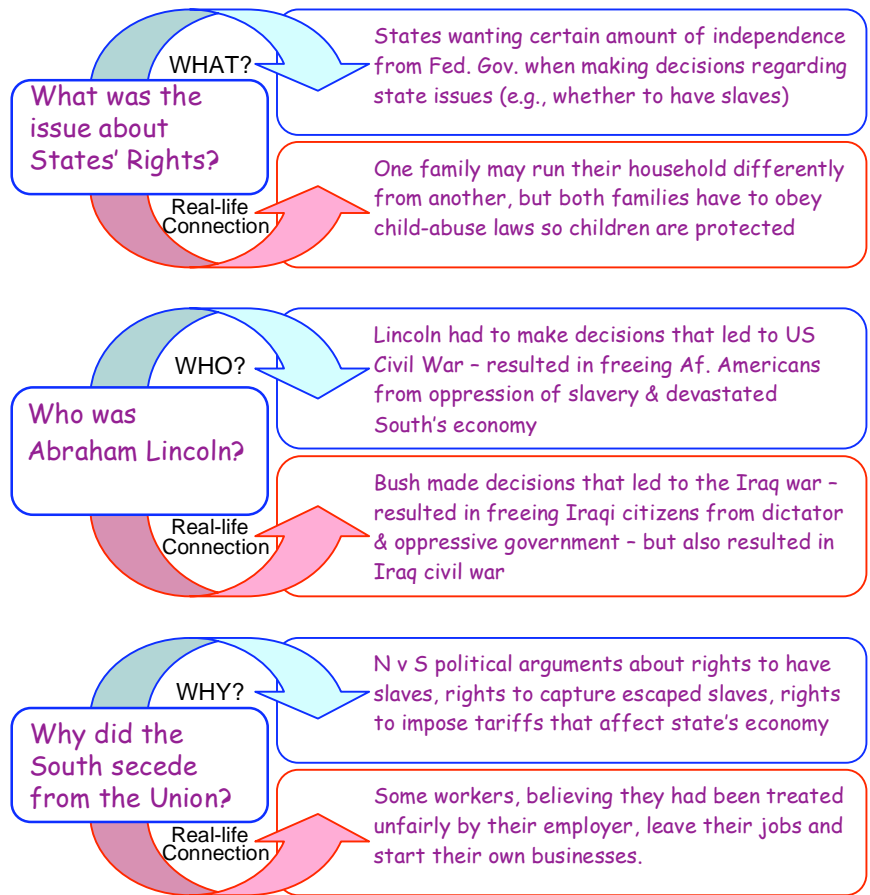 WHAT?
What was the
issue about
States' Rights?
States wanting certain amount of independence
from Fed. Gov. when making decisions regarding
state issues (e.g., whether to have slaves)
Real-life
Connection
One family may run their household differently
from another, but both families have to obey
child-abuse laws so children are protected
WHO?
Who was
Abraham Lincoln?
Lincoln had to make decisions that led to US
Civil War – resulted in freeing Af. Americans
from oppression of slavery & devastated
South's economy
Real-life
Connection
Bush made decisions that led to the Iraq war –
resulted in freeing Iraqi citizens from dictator
& oppressive government – but also resulted in
Iraq civil war
WHY?
Why did the
South secede
from the Union?
N v S political arguments about rights to have
slaves, rights to capture escaped slaves, rights
to impose tariffs that affect state's economy
Real-life
Connection
Some workers, believing they had been treated
unfairly by their employer, leave their jobs and
start their own businesses.